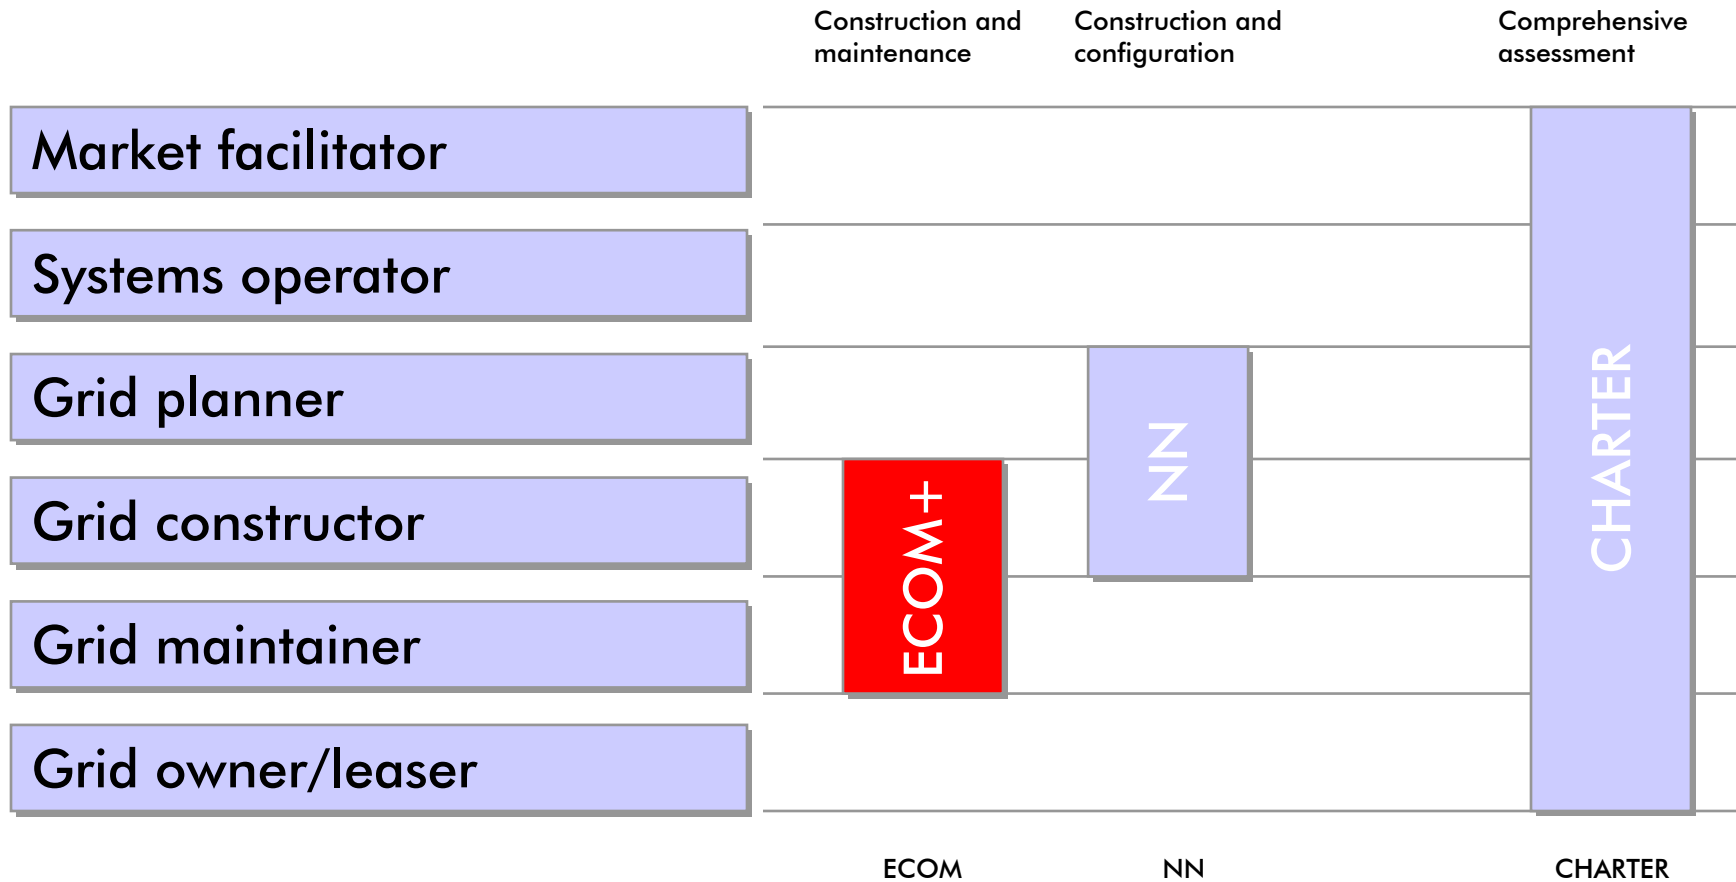 Construction and
maintenance
Construction and
configuration
Comprehensive
assessment
Market facilitator
Systems operator
Grid planner
Grid constructor
Grid maintainer
Grid owner/leaser
ECOM+
NN
CHARTER
ECOM
NN
CHARTER